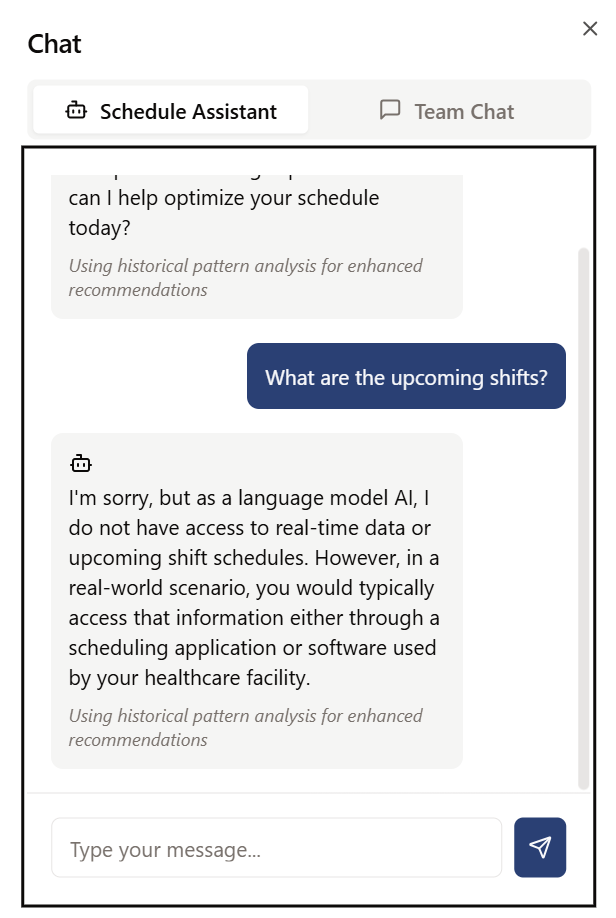 Chat
Schedule Assistant
Team Chat
can I help optimize your schedule
today?
Using historical pattern analysis for enhanced
recommendations
What are the upcoming shifts?
I'm sorry, but as a language model AI, I
do not have access to real-time data or
upcoming shift schedules. However, in a
real-world scenario, you would typically
access that information either through a
scheduling application or software used
by your healthcare facility.
Using historical pattern analysis for enhanced
recommendations
Type your message...